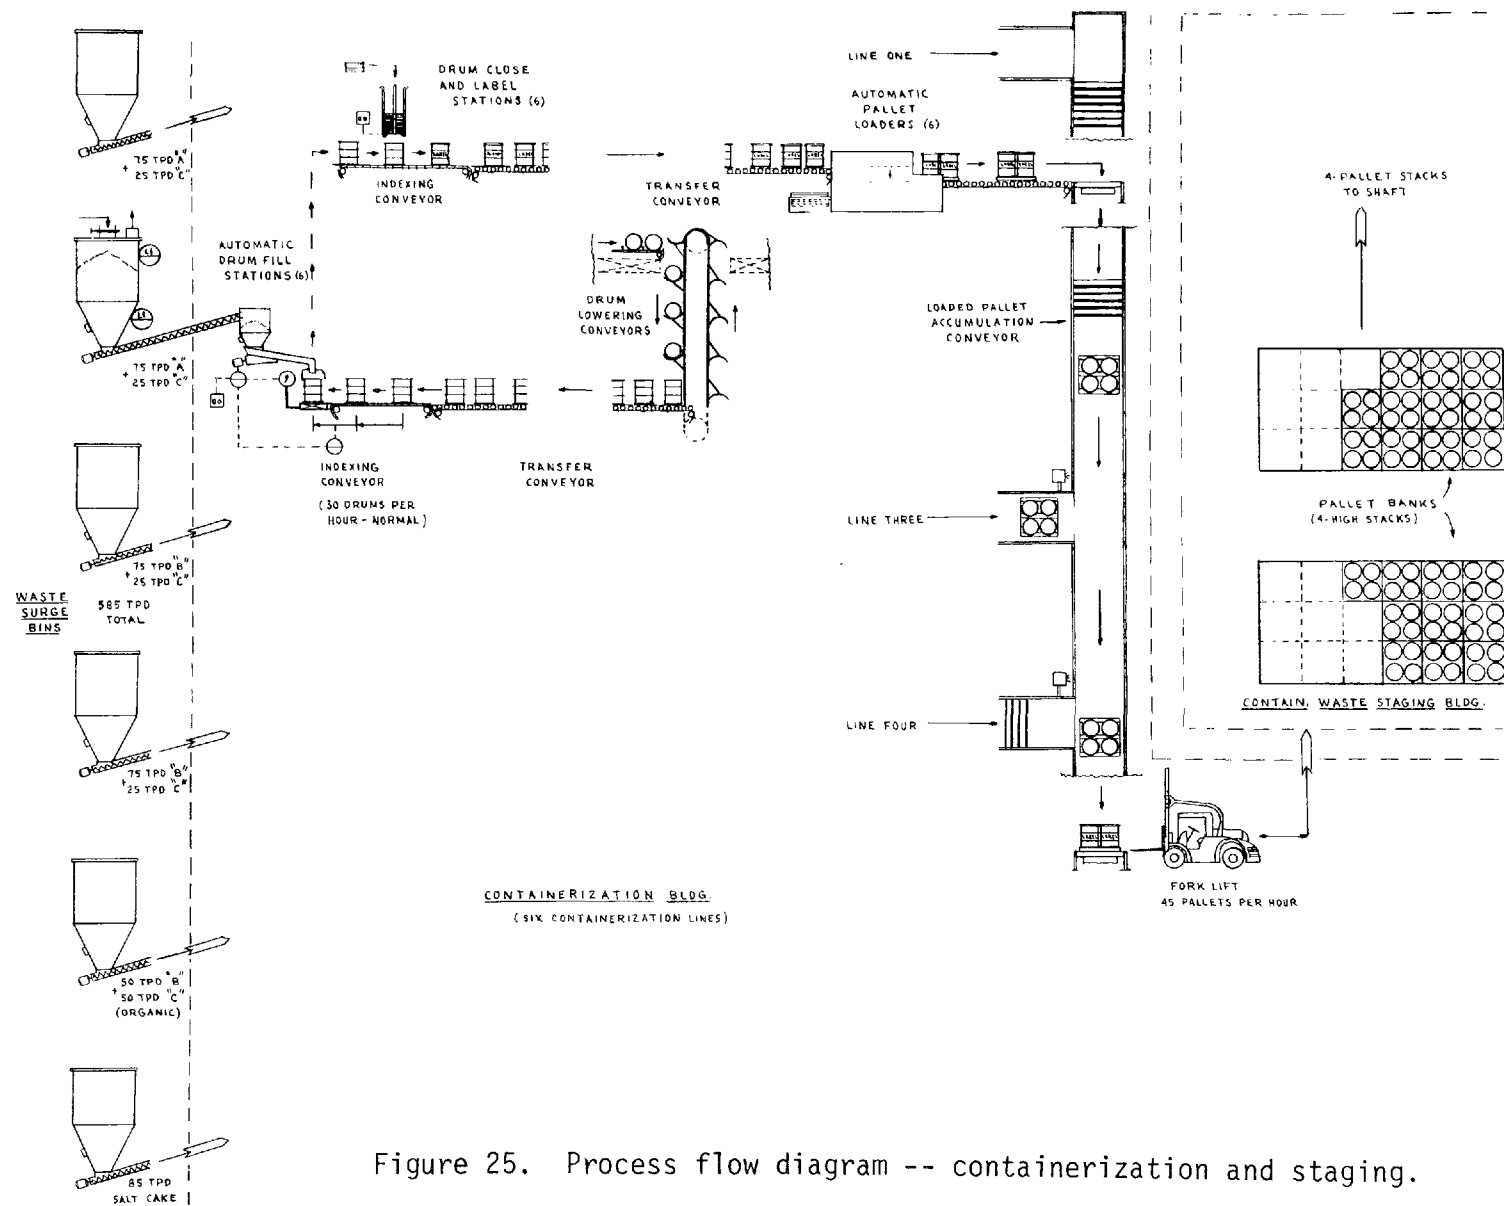 DRUM CLOSE
AND LABEL
STATIONS (6)
LINE ONE
AUTOMATIC
PALLET
LOADERS (6)
75 TPD "A"
+ 25 TPD "C"
INDEXING
CONVEYOR
TRANSFER
CONVEYOR
4-PALLET STACKS
TO SHAFT
AUTOMATIC
DRUM FILL
STATIONS (6)
DRUM
LOWERING
CONVEYORS
LOADED PALLET
ACCUMULATION
CONVEYOR
75 TPD "A"
+ 25 TPD "C"
INDEXING
CONVEYOR
(30 DRUMS PER
HOUR - NORMAL)
TRANSFER
CONVEYOR
LINE THREE
PALLET BANKS
(4-HIGH STACKS)
75 TPD "B"
+ 25 TPD "C"
WASTE
SURGE
BINS
585 TPD
TOTAL
CONTAIN. WASTE STAGING BLDG.
LINE FOUR
75 TPD "B"
+ 25 TPD "C"
LABEL LABEL
FORK LIFT
45 PALLETS PER HOUR
CONTAINERIZATION BLDG.
(SIX CONTAINERIZATION LINES)
50 TPD "B"
+ 50 TPD "C"
(ORGANIC)
85 TPD
SALT CAKE
Figure 25. Process flow diagram -- containerization and staging.